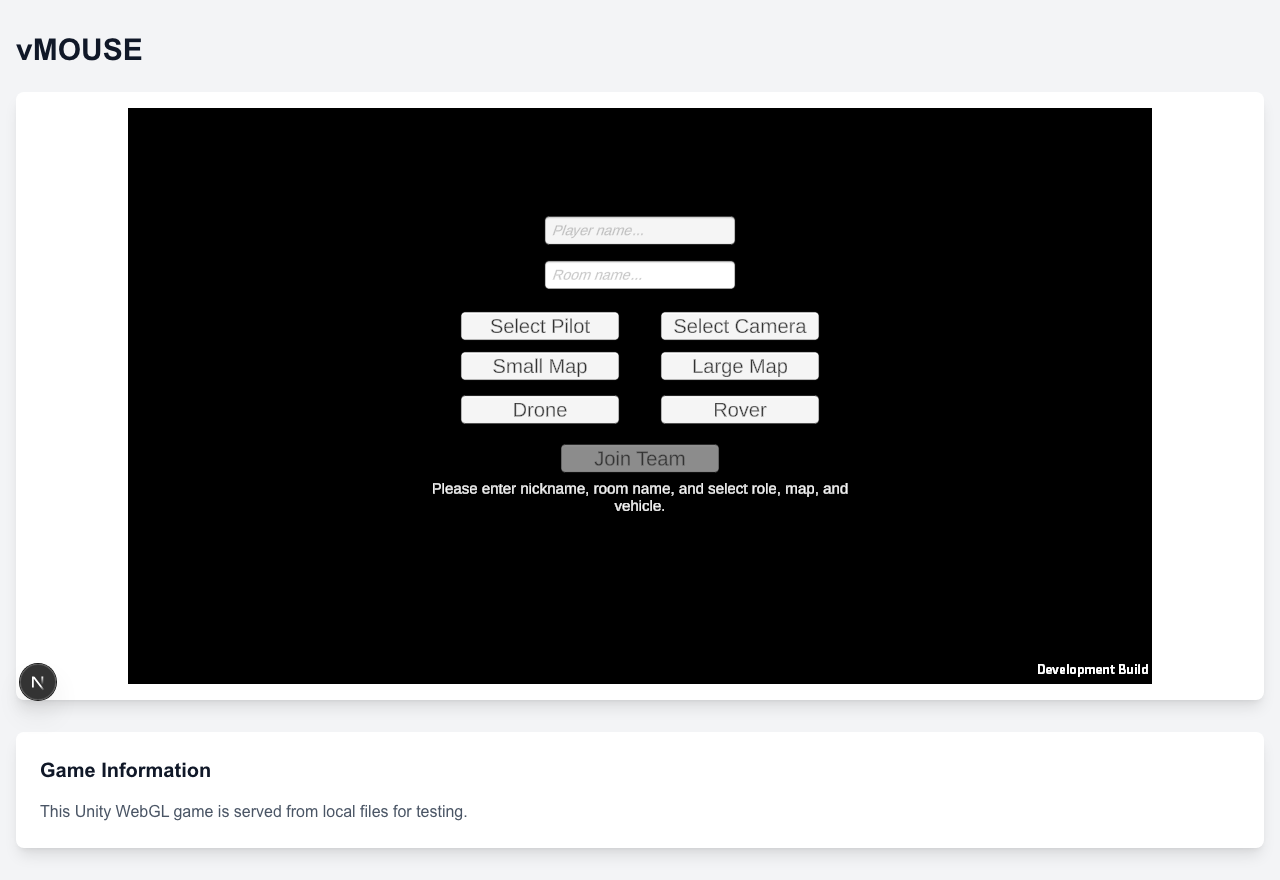 vMOUSE
Player name...
Room name...
Select Pilot
Select Camera
Small Map
Large Map
Drone
Rover
Join Team
Please enter nickname, room name, and select role, map, and
vehicle.
Development Build
N
Game Information
This Unity WebGL game is served from local files for testing.